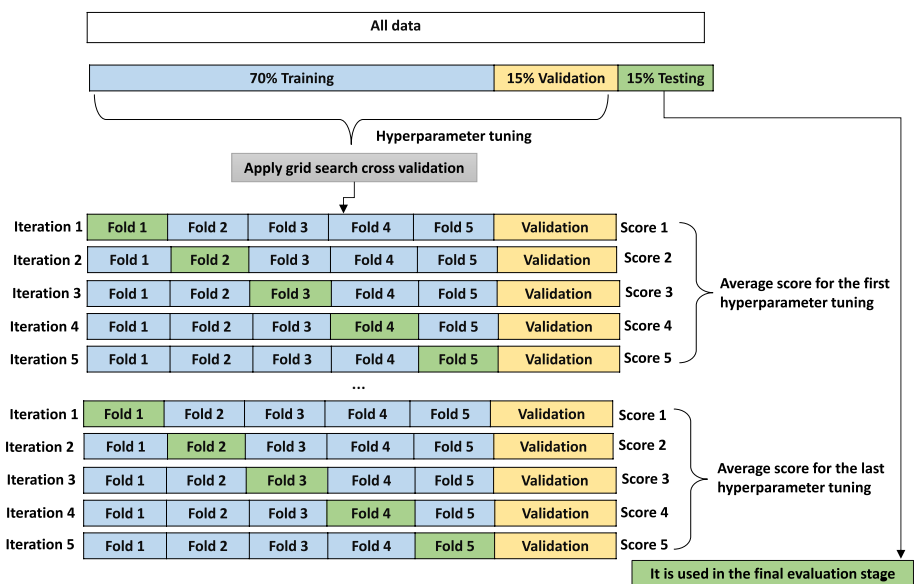 All data
70% Training 15% Validation 15% Testing
Hyperparameter tuning
Apply grid search cross validation
Iteration 1 Fold 1 Fold 2 Fold 3 Fold 4 Fold 5 Validation Score 1
Iteration 2 Fold 1 Fold 2 Fold 3 Fold 4 Fold 5 Validation Score 2
Iteration 3 Fold 1 Fold 2 Fold 3 Fold 4 Fold 5 Validation Score 3
Iteration 4 Fold 1 Fold 2 Fold 3 Fold 4 Fold 5 Validation Score 4
Iteration 5 Fold 1 Fold 2 Fold 3 Fold 4 Fold 5 Validation Score 5
Average score for the first
hyperparameter tuning
...
Iteration 1 Fold 1 Fold 2 Fold 3 Fold 4 Fold 5 Validation Score 1
Iteration 2 Fold 1 Fold 2 Fold 3 Fold 4 Fold 5 Validation Score 2
Iteration 3 Fold 1 Fold 2 Fold 3 Fold 4 Fold 5 Validation Score 3
Iteration 4 Fold 1 Fold 2 Fold 3 Fold 4 Fold 5 Validation Score 4
Iteration 5 Fold 1 Fold 2 Fold 3 Fold 4 Fold 5 Validation Score 5
Average score for the last
hyperparameter tuning
It is used in the final evaluation stage